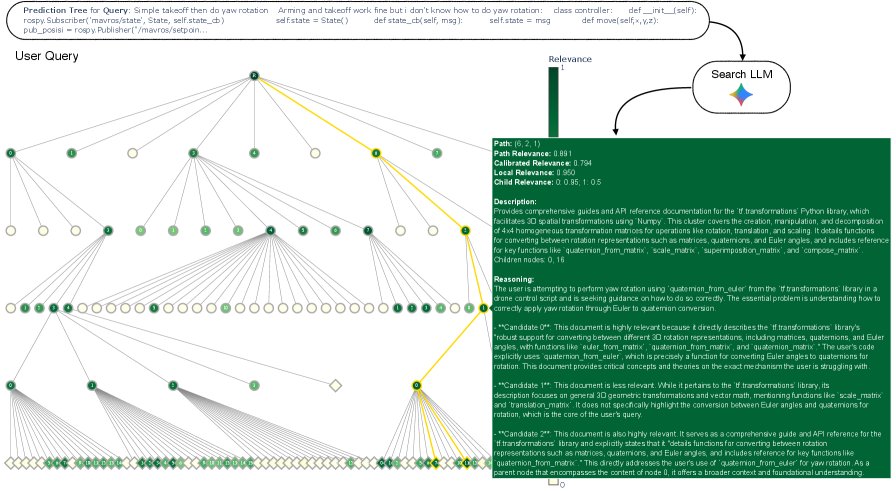 Prediction Tree for Query: Simple takeoff then do yaw rotation   Arming and takeoff work fine but i don't know how to do yaw rotation:   class controller:   def __init__(self):
rospy.Subscriber('mavros/state', State, self.state_cb)   self.state = State()   def state_cb(self, msg):   self.state = msg   def move(self,x,y,z):
pub_posisi = rospy.Publisher("/mavros/setpoin...
User Query
Relevance
1
Search LLM
Path: (6, 2, 1)
Path Relevance: 0.891
Calibrated Relevance: 0.794
Local Relevance: 0.950
Child Relevance: 0: 0.95; 1: 0.5
Description:
Provides comprehensive guides and API reference documentation for the `tf.transformations` Python library, which
facilitates 3D spatial transformations using `Numpy`. This cluster covers the creation, manipulation, and decomposition
of 4x4 homogeneous transformation matrices for operations like rotation, translation, and scaling. It details functions
for converting between rotation representations such as matrices, quaternions, and Euler angles, and includes reference
for key functions like `quaternion_from_matrix`, `scale_matrix`, `superimposition_matrix`, and `compose_matrix`.
Children nodes: 0, 16
Reasoning:
The user is attempting to perform yaw rotation using `quaternion_from_euler` from the `tf.transformations` library in a
drone control script and is seeking guidance on how to do so correctly. The essential problem is understanding how to
correctly apply yaw rotation through Euler to quaternion conversion.
- **Candidate 0**: This document is highly relevant because it directly describes the `tf.transformations` library's
"robust support for converting between different 3D rotation representations, including matrices, quaternions, and Euler
angles, with functions like `euler_from_matrix`, `quaternion_from_matrix`, and `quaternion_matrix`." The user's code
explicitly uses `quaternion_from_euler`, which is precisely a function for converting Euler angles to quaternions for
rotation. This document provides critical concepts and theories on the exact mechanism the user is struggling with.
- **Candidate 1**: This document is less relevant. While it pertains to the `tf.transformations` library, its
description focuses on general 3D geometric transformations and vector math, mentioning functions like `scale_matrix`
and `translation_matrix`. It does not specifically highlight the conversion between Euler angles and quaternions for
rotation, which is the core of the user's query.
- **Candidate 2**: This document is also highly relevant. It serves as a comprehensive guide and API reference for the
`tf.transformations` library and explicitly states that it "details functions for converting between rotation
representations such as matrices, quaternions, and Euler angles, and includes reference for key functions like
`quaternion_from_matrix`." This directly addresses the user's use of `quaternion_from_euler` for yaw rotation. As a
parent node that encompasses the content of node 0, it offers a broader context and foundational understanding.
0